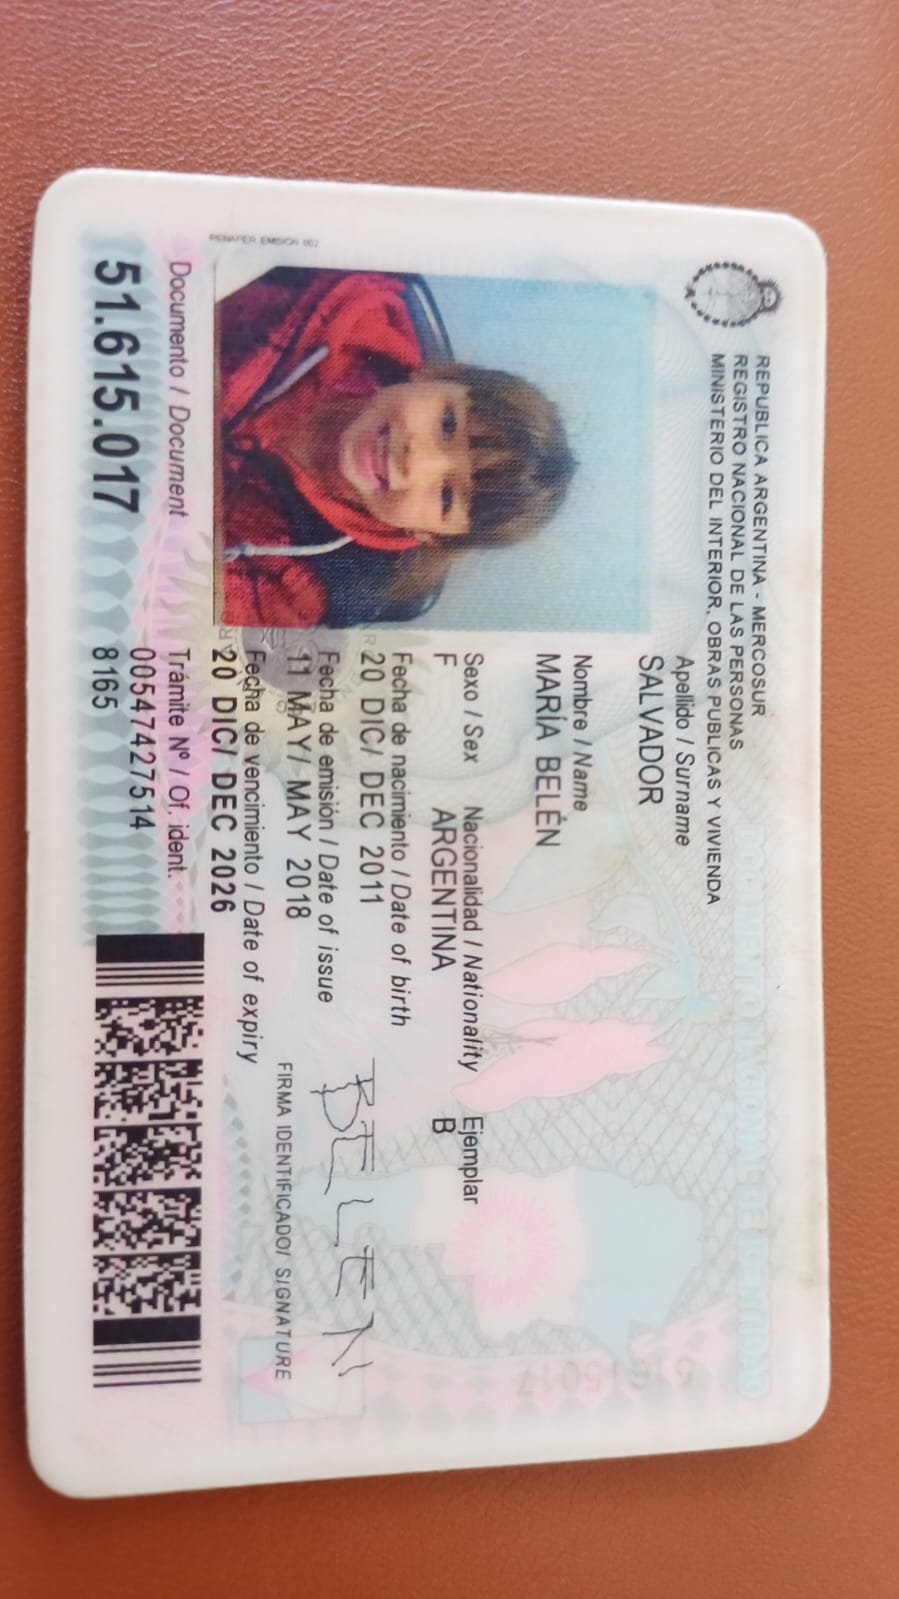 REPUBLICA ARGENTINA - MERCOSUR
REGISTRO NACIONAL DE LAS PERSONAS
MINISTERIO DEL INTERIOR, OBRAS PUBLICAS Y VIVIENDA
DOCUMENTO NACIONAL DE IDENTIDAD
Apellido / Surname
SALVADOR
Nombre / Name
MARÍA BELÉN
Sexo / Sex Nacionalidad / Nationality Ejemplar
F ARGENTINA B
Fecha de nacimiento / Date of birth
20 DIC/ DEC 2011
Fecha de emisión / Date of issue
11 MAY/ MAY 2018
Fecha de vencimiento / Date of expiry
20 DIC/ DEC 2026
BELEN
FIRMA IDENTIFICADO/ SIGNATURE
RENAPER EMISION 002
Documento / Document
51.615.017
Trámite Nº / Of. ident.
00547427514
8165
51615017